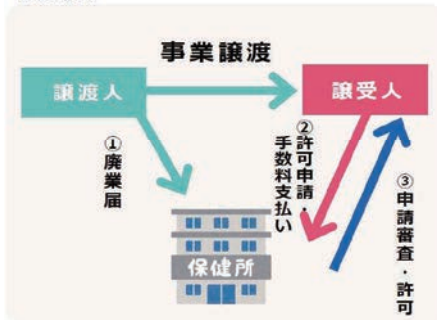 事業譲渡
譲渡人
譲受人
①廃業届
②許可申請・
手数料支払い
③申請審査・許可
保健所